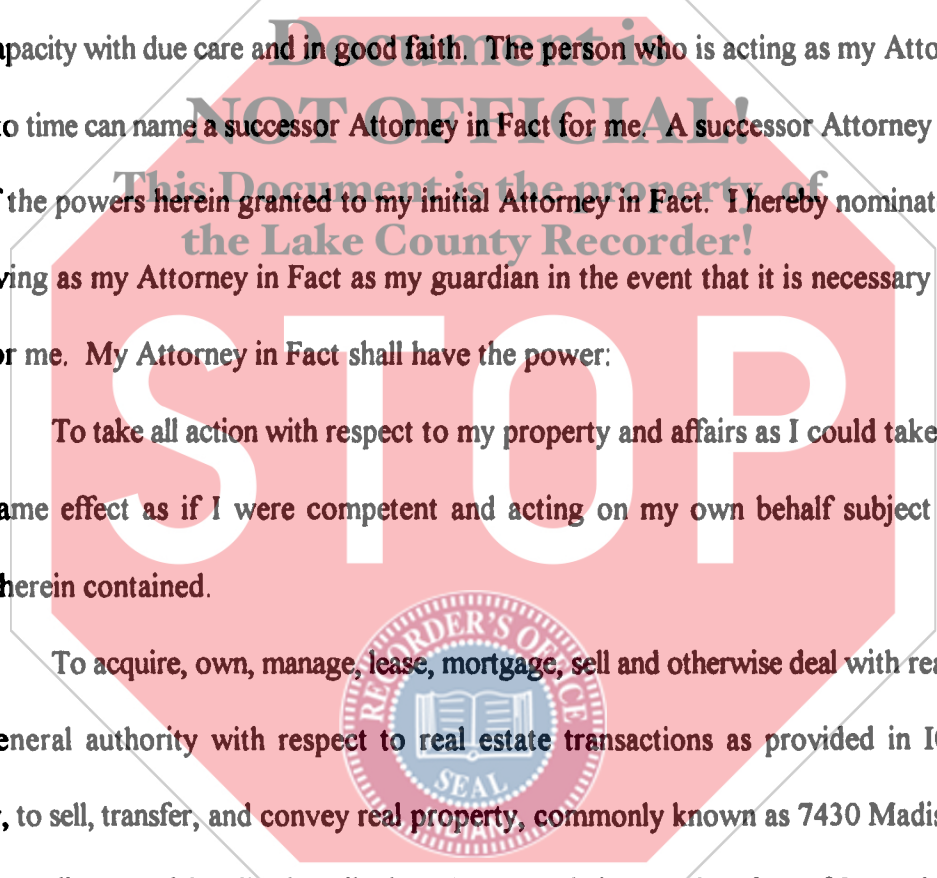 Document is
apacity with due care and in good faith. The person who is acting as my Atto
NOT OFFICIAL!
o time can name a successor Attorney in Fact for me. A successor Attorney
This Document is the property of
the powers herein granted to my initial Attorney in Fact. I hereby nominat
the Lake County Recorder!
ving as my Attorney in Fact as my guardian in the event that it is necessary
or me. My Attorney in Fact shall have the power:
STOP
To take all action with respect to my property and affairs as I could take
ame effect as if I were competent and acting on my own behalf subject
herein contained.
RECORDER'S OFFICE
To acquire, own, manage, lease, mortgage, sell and otherwise deal with rea
eneral authority with respect to real estate transactions as provided in IC
SEAL
, to sell, transfer, and convey real property, commonly known as 7430 Madis
INDIANA